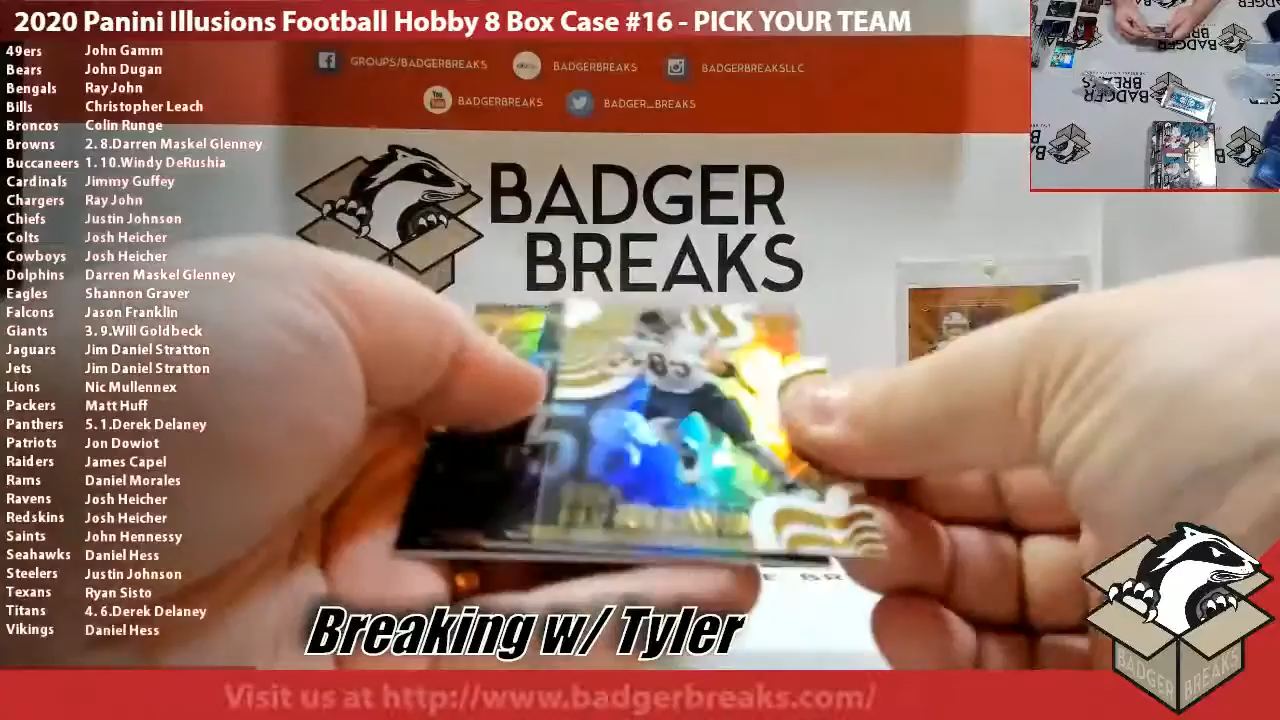 2020 Panini Illusions Football Hobby 8 Box Case #16 - PICK YOUR TEAM
49ers John Gamm
Bears John Dugan
Bengals Ray John
Bills Christopher Leach
Broncos Colin Runge
Browns 2. 8.Darren Maskel Glenney
Buccaneers 1. 10.Windy DeRushia
Cardinals Jimmy Guffey
Chargers Ray John
Chiefs Justin Johnson
Colts Josh Heicher
Cowboys Josh Heicher
Dolphins Darren Maskel Glenney
Eagles Shannon Graver
Falcons Jason Franklin
Giants 3. 9.Will Goldbeck
Jaguars Jim Daniel Stratton
Jets Jim Daniel Stratton
Lions Nic Mullennex
Packers Matt Huff
Panthers 5. 1.Derek Delaney
Patriots Jon Dowiot
Raiders James Capel
Rams Daniel Morales
Ravens Josh Heicher
Redskins Josh Heicher
Saints John Hennessy
Seahawks Daniel Hess
Steelers Justin Johnson
Texans Ryan Sisto
Titans 4. 6.Derek Delaney
Vikings Daniel Hess
GROUPS/BADGERBREAKS BADGERBREAKS BADGERBREAKSLLC
YouTube BADGERBREAKS BADGER_BREAKS
BADGER
BREAKS
BADGER
BREAKS
Breaking w/ Tyler
BADGER BREAKS
Visit us at http://www.badgerbreaks.com/